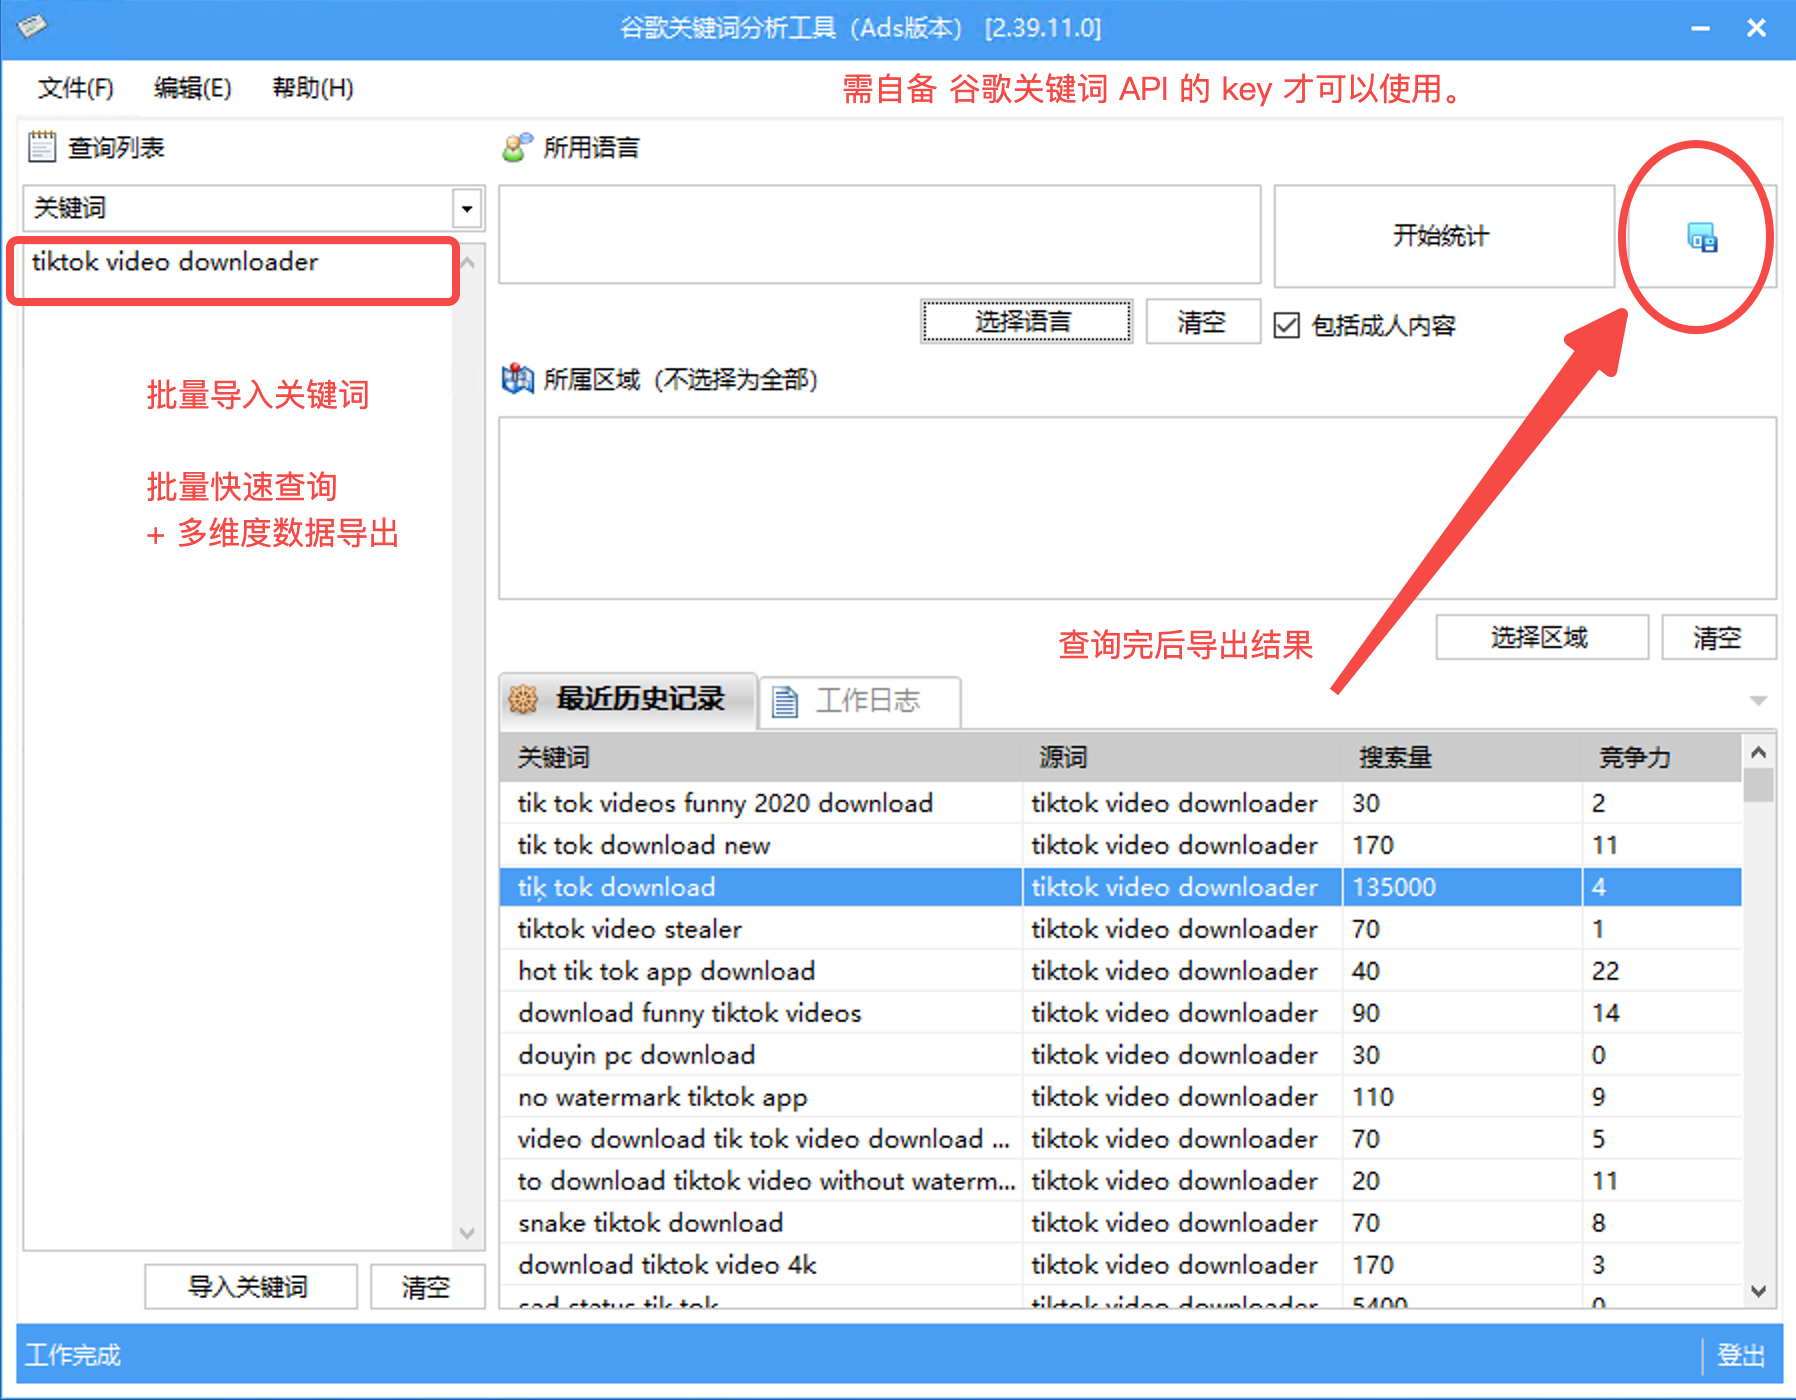 谷歌关键词分析工具（Ads版本） [2.39.11.0]
文件(F) 编辑(E) 帮助(H)
需自备 谷歌关键词 API 的 key 才可以使用。
查询列表
所用语言
关键词
tiktok video downloader
开始统计
选择语言 清空 包括成人内容
批量导入关键词
批量快速查询
+ 多维度数据导出
所属区域（不选择为全部）
查询完后导出结果
选择区域 清空
最近历史记录 工作日志
关键词 源词 搜索量 竞争力
tik tok videos funny 2020 download tiktok video downloader 30 2
tik tok download new tiktok video downloader 170 11
tik tok download tiktok video downloader 135000 4
tiktok video stealer tiktok video downloader 70 1
hot tik tok app download tiktok video downloader 40 22
download funny tiktok videos tiktok video downloader 90 14
douyin pc download tiktok video downloader 30 0
no watermark tiktok app tiktok video downloader 110 9
video download tik tok video download ... tiktok video downloader 70 5
to download tiktok video without waterm... tiktok video downloader 20 11
snake tiktok download tiktok video downloader 70 8
download tiktok video 4k tiktok video downloader 170 3
sad status tik tok tiktok video downloader 5400 0
导入关键词 清空
工作完成 登出